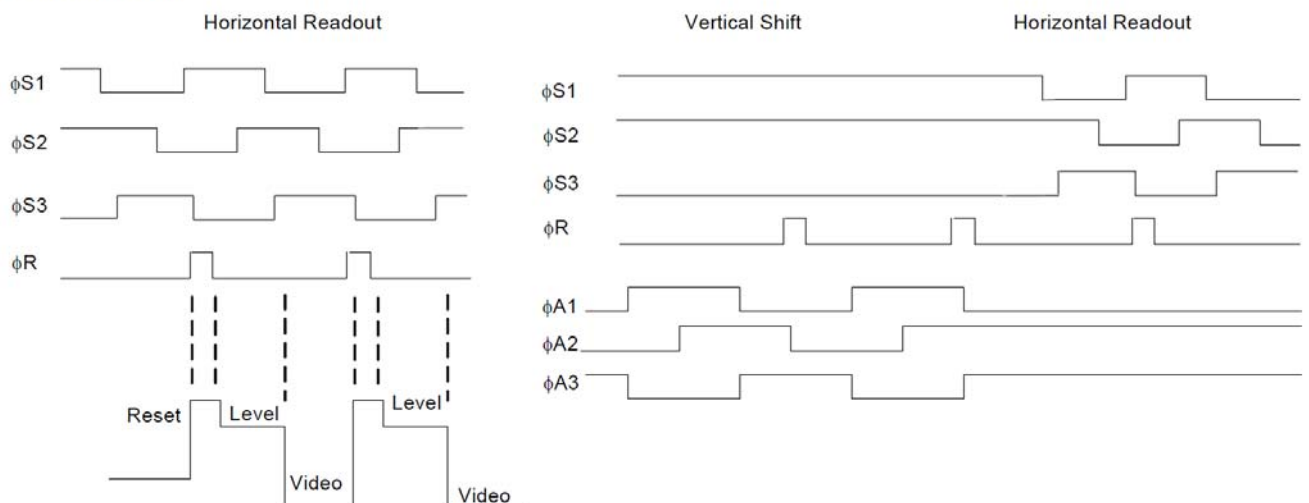 Horizontal Readout
ϕS1
ϕS2
ϕS3
ϕR
Reset
Level
Level
Video
Video
Vertical Shift
Horizontal Readout
ϕS1
ϕS2
ϕS3
ϕR
ϕA1
ϕA2
ϕA3